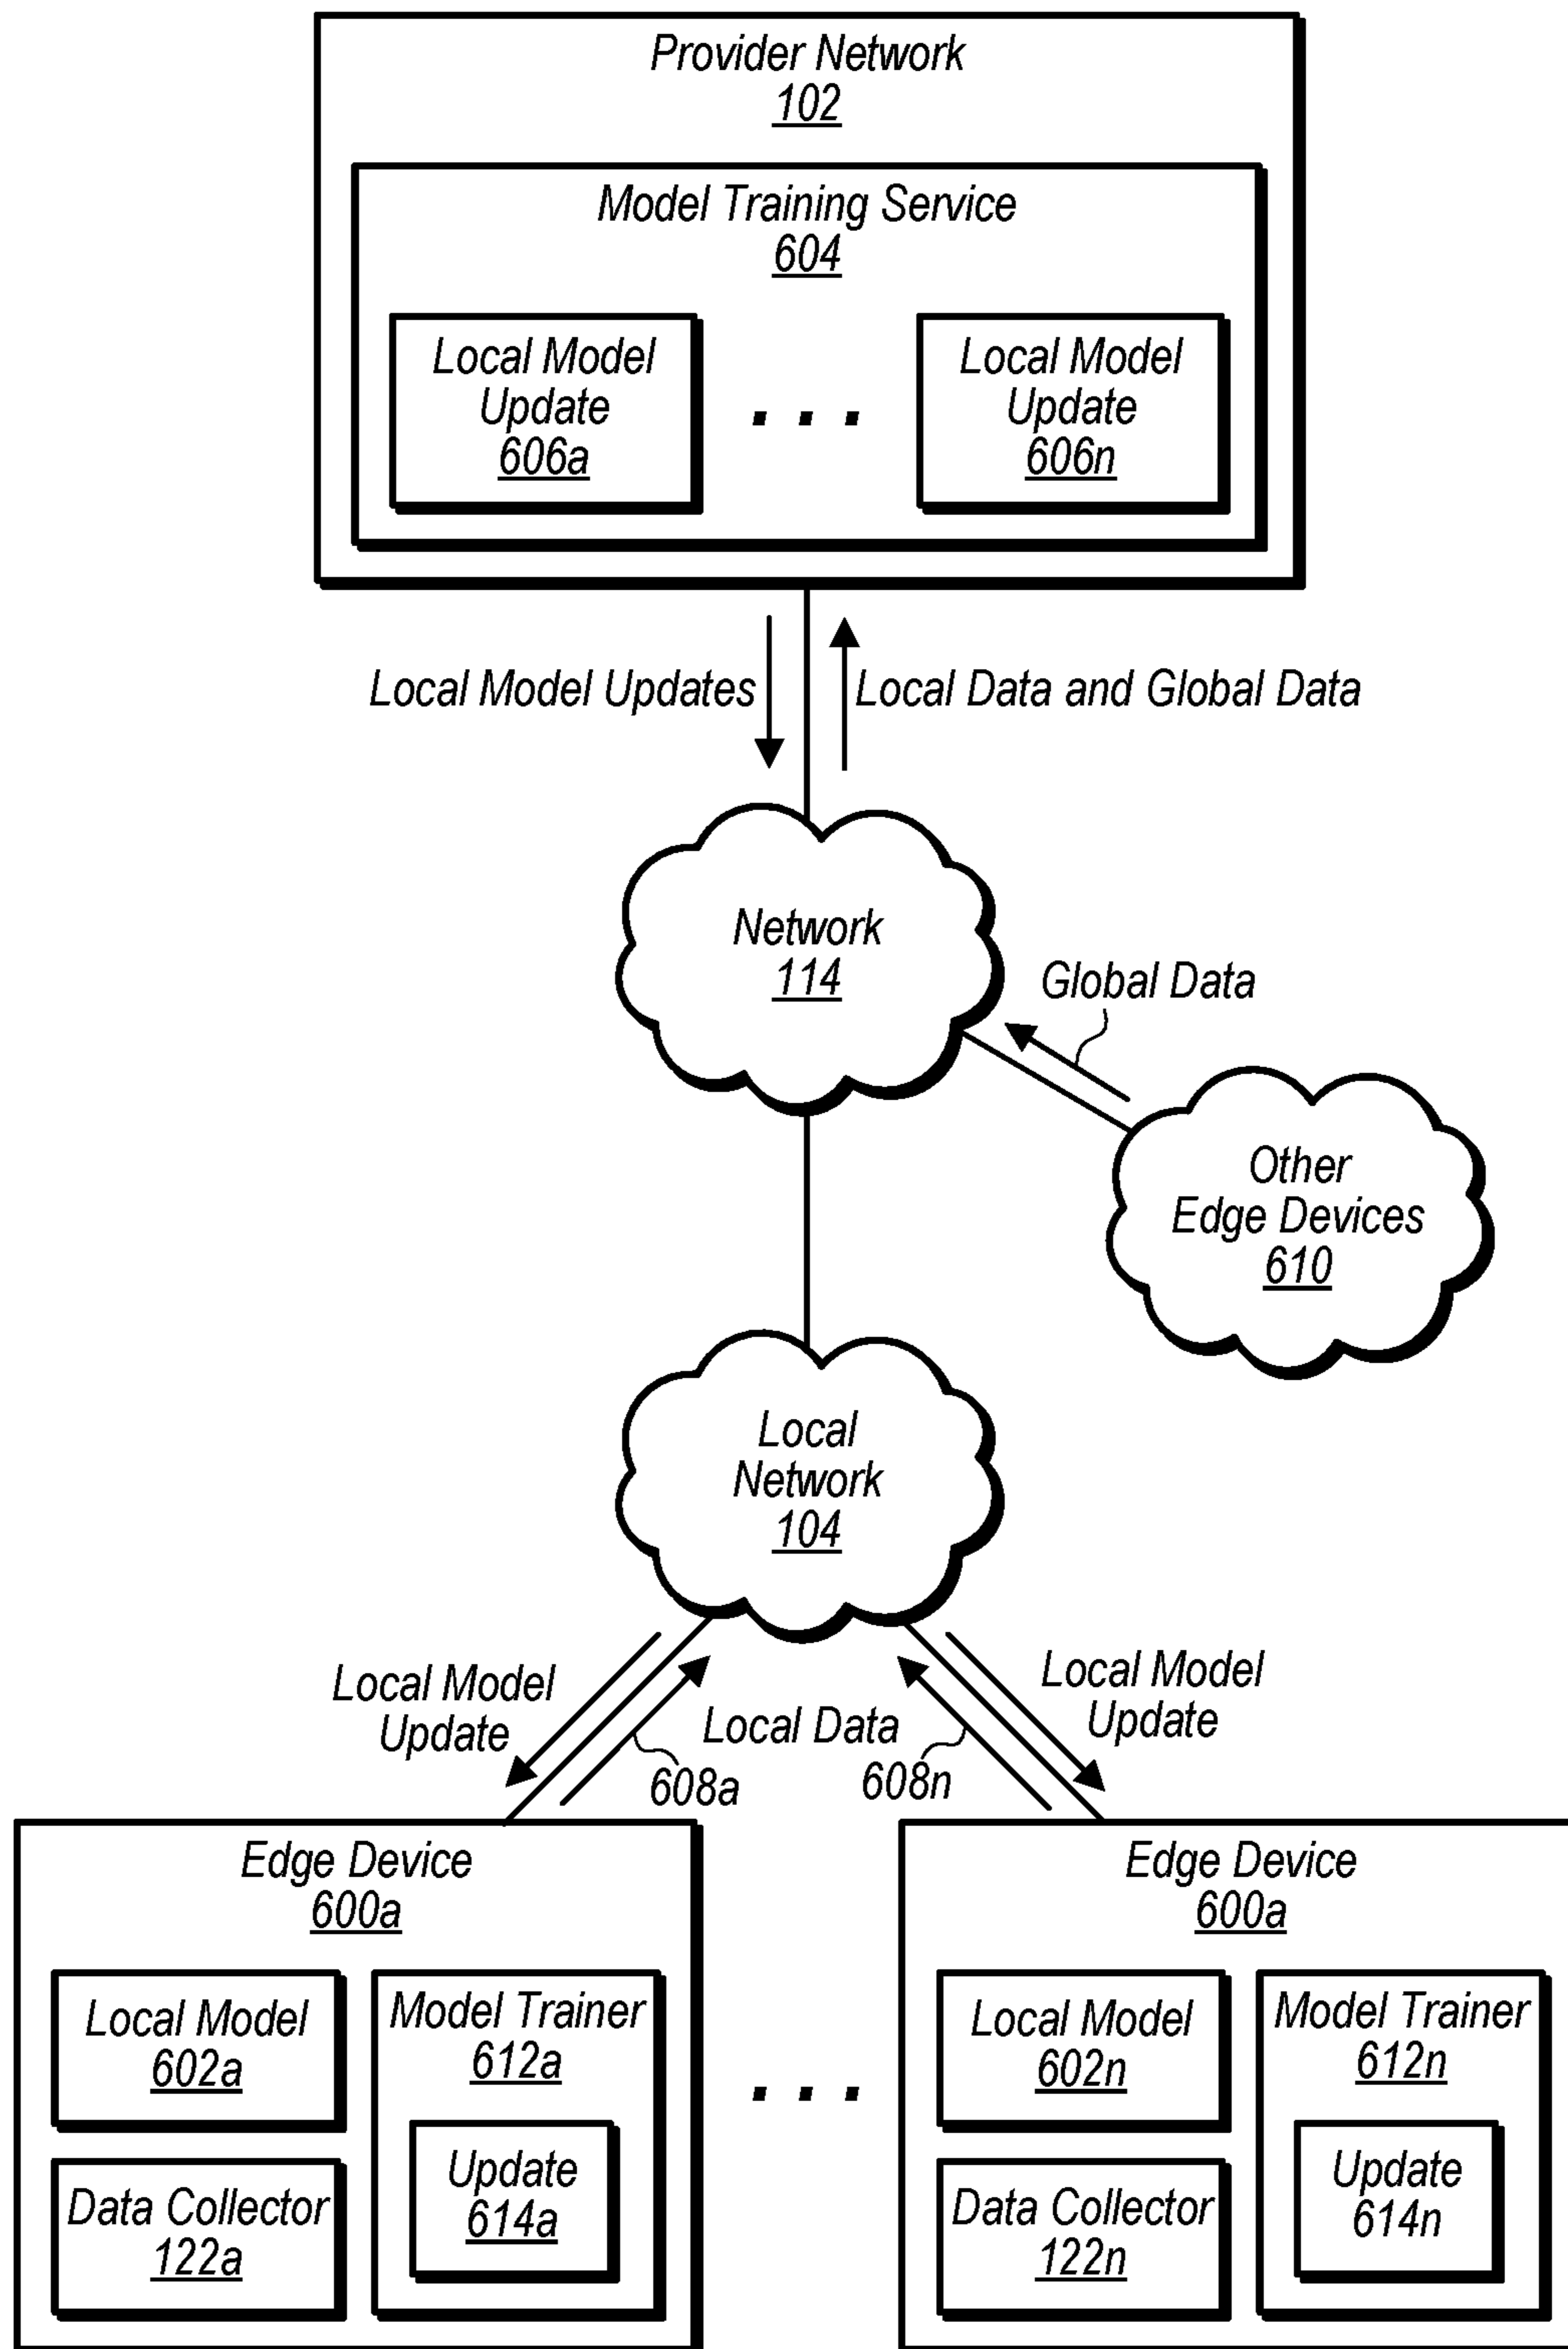 Provider Network
102
Model Training Service
604
Local Model
Update
606a
. . .
Local Model
Update
606n
Local Model Updates
Local Data and Global Data
Network
114
Global Data
Other
Edge Devices
610
Local
Network
104
Local Model
Update
Local Data
608a
608n
Local Model
Update
Edge Device
600a
Local Model
602a
Data Collector
122a
Model Trainer
612a
Update
614a
. . .
Edge Device
600a
Local Model
602n
Data Collector
122n
Model Trainer
612n
Update
614n